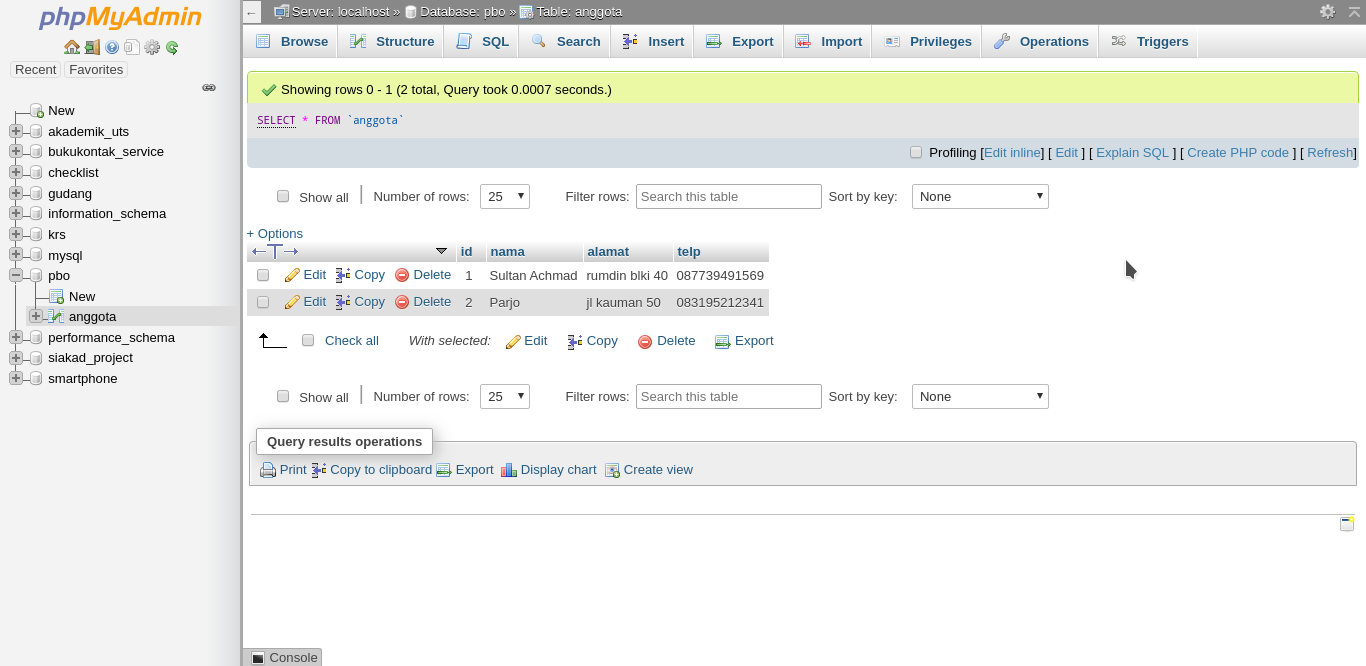 phpMyAdmin
Recent Favorites
New
akademik_uts
bukukontak_service
checklist
gudang
information_schema
krs
mysql
pbo
New
anggota
performance_schema
siakad_project
smartphone
← Server: localhost » Database: pbo » Table: anggota
Browse Structure SQL Search Insert Export Import Privileges Operations Triggers
Showing rows 0 - 1 (2 total, Query took 0.0007 seconds.)
SELECT * FROM `anggota`
Profiling [Edit inline] [ Edit ] [ Explain SQL ] [ Create PHP code ] [ Refresh]
Show all | Number of rows: 25 Filter rows: Search this table Sort by key: None
+ Options
←T→ id nama alamat telp
Edit Copy Delete 1 Sultan Achmad rumdin blki 40 087739491569
Edit Copy Delete 2 Parjo jl kauman 50 083195212341
Check all With selected: Edit Copy Delete Export
Show all | Number of rows: 25 Filter rows: Search this table Sort by key: None
Query results operations
Print Copy to clipboard Export Display chart Create view
Console